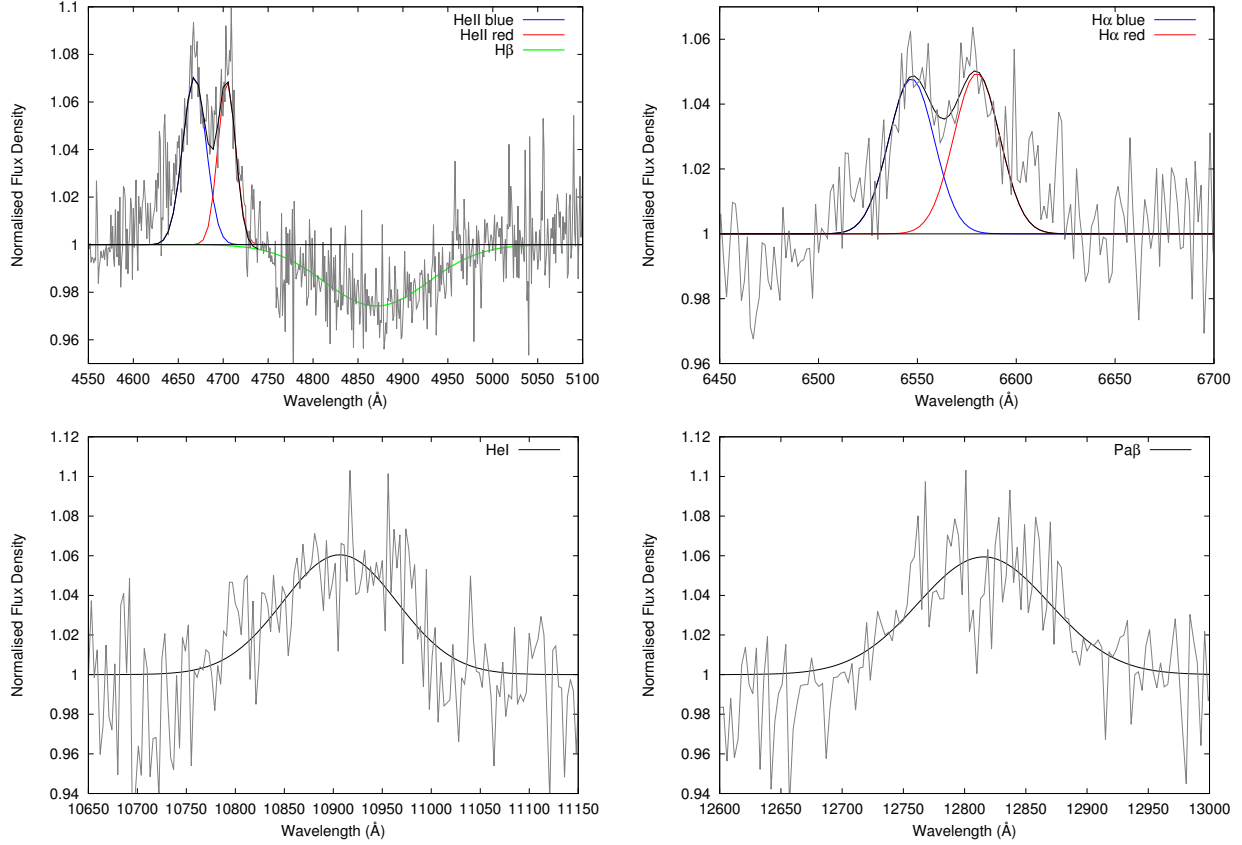 HeII blue
HeII red
Hβ
Normalised Flux Density
1.1
1.08
1.06
1.04
1.02
1
0.98
0.96
4550 4600 4650 4700 4750 4800 4850 4900 4950 5000 5050 5100
Wavelength (Å)
Hα blue
Hα red
Normalised Flux Density
1.06
1.04
1.02
1
0.98
0.96
6450 6500 6550 6600 6650 6700
Wavelength (Å)
HeI
Normalised Flux Density
1.12
1.1
1.08
1.06
1.04
1.02
1
0.98
0.96
0.94
10650 10700 10750 10800 10850 10900 10950 11000 11050 11100 11150
Wavelength (Å)
Paβ
Normalised Flux Density
1.12
1.1
1.08
1.06
1.04
1.02
1
0.98
0.96
0.94
12600 12650 12700 12750 12800 12850 12900 12950 13000
Wavelength (Å)